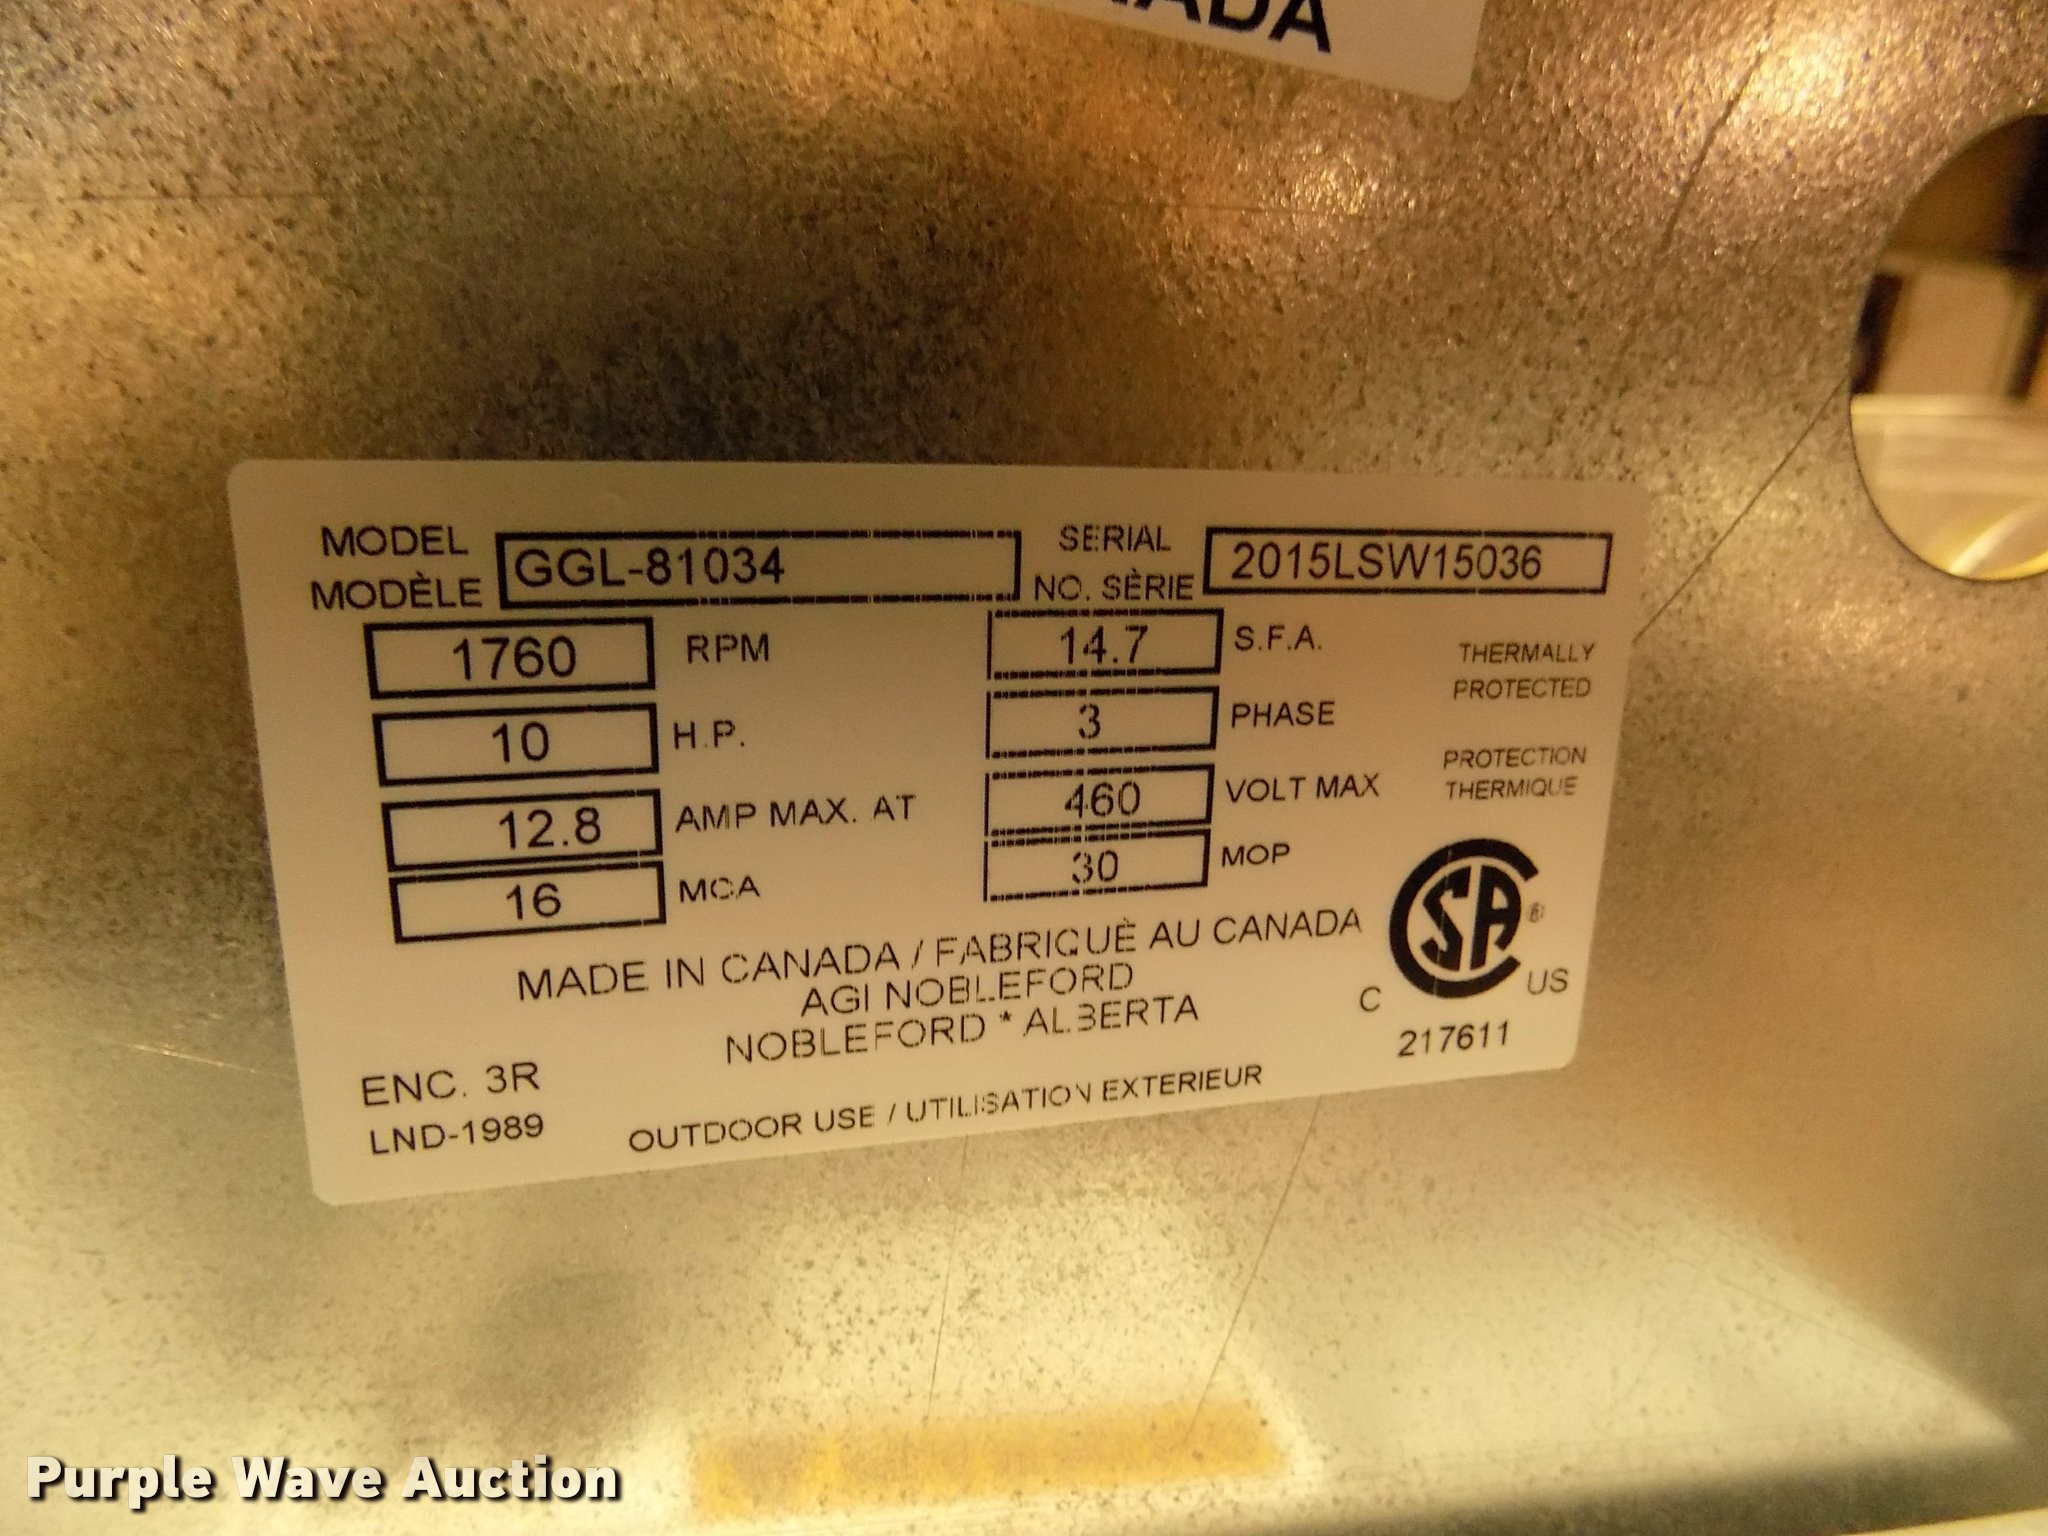 MODEL
MODÈLE
GGL-81034
SERIAL
NO. SÈRIE
2015LSW15036
1760 RPM
14.7 S.F.A.
THERMALLY
PROTECTED
10 H.P.
3 PHASE
PROTECTION
THERMIQUE
12.8 AMP MAX. AT
460 VOLT MAX
16 MCA
30 MOP
CSA ®
C US
217611
MADE IN CANADA / FABRIQUÈ AU CANADA
AGI NOBLEFORD
NOBLEFORD * ALBERTA
ENC. 3R
LND-1989
OUTDOOR USE / UTILISATION EXTERIEUR
Purple Wave Auction